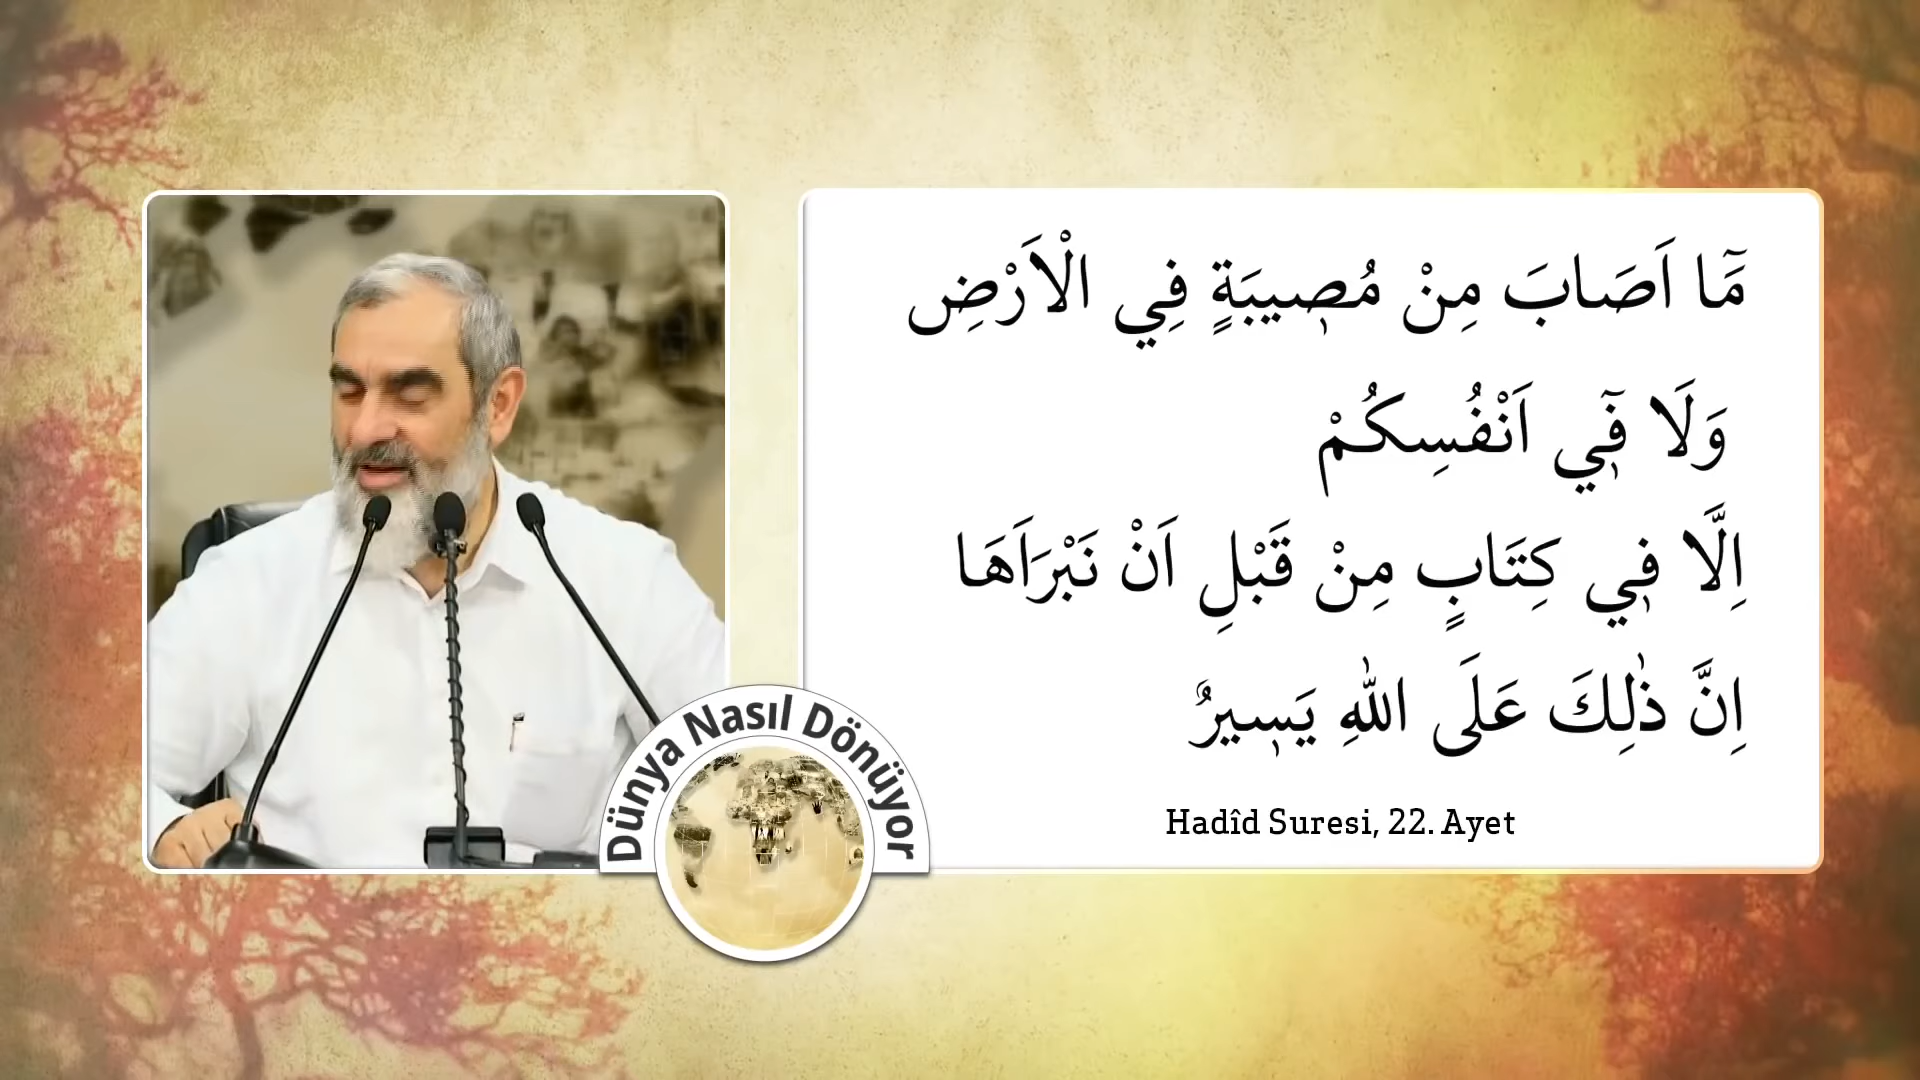 مَٓا اَصَابَ مِنْ مُصٖيبَةٍ فِي الْاَرْضِ
وَلَا فٖٓي اَنْفُسِكُمْ
اِلَّا فٖي كِتَابٍ مِنْ قَبْلِ اَنْ نَبْرَاَهَا
اِنَّ ذٰلِكَ عَلَى اللّٰهِ يَسٖيرٌ
Hadîd Suresi, 22. Ayet
Dünya Nasıl Dönüyor